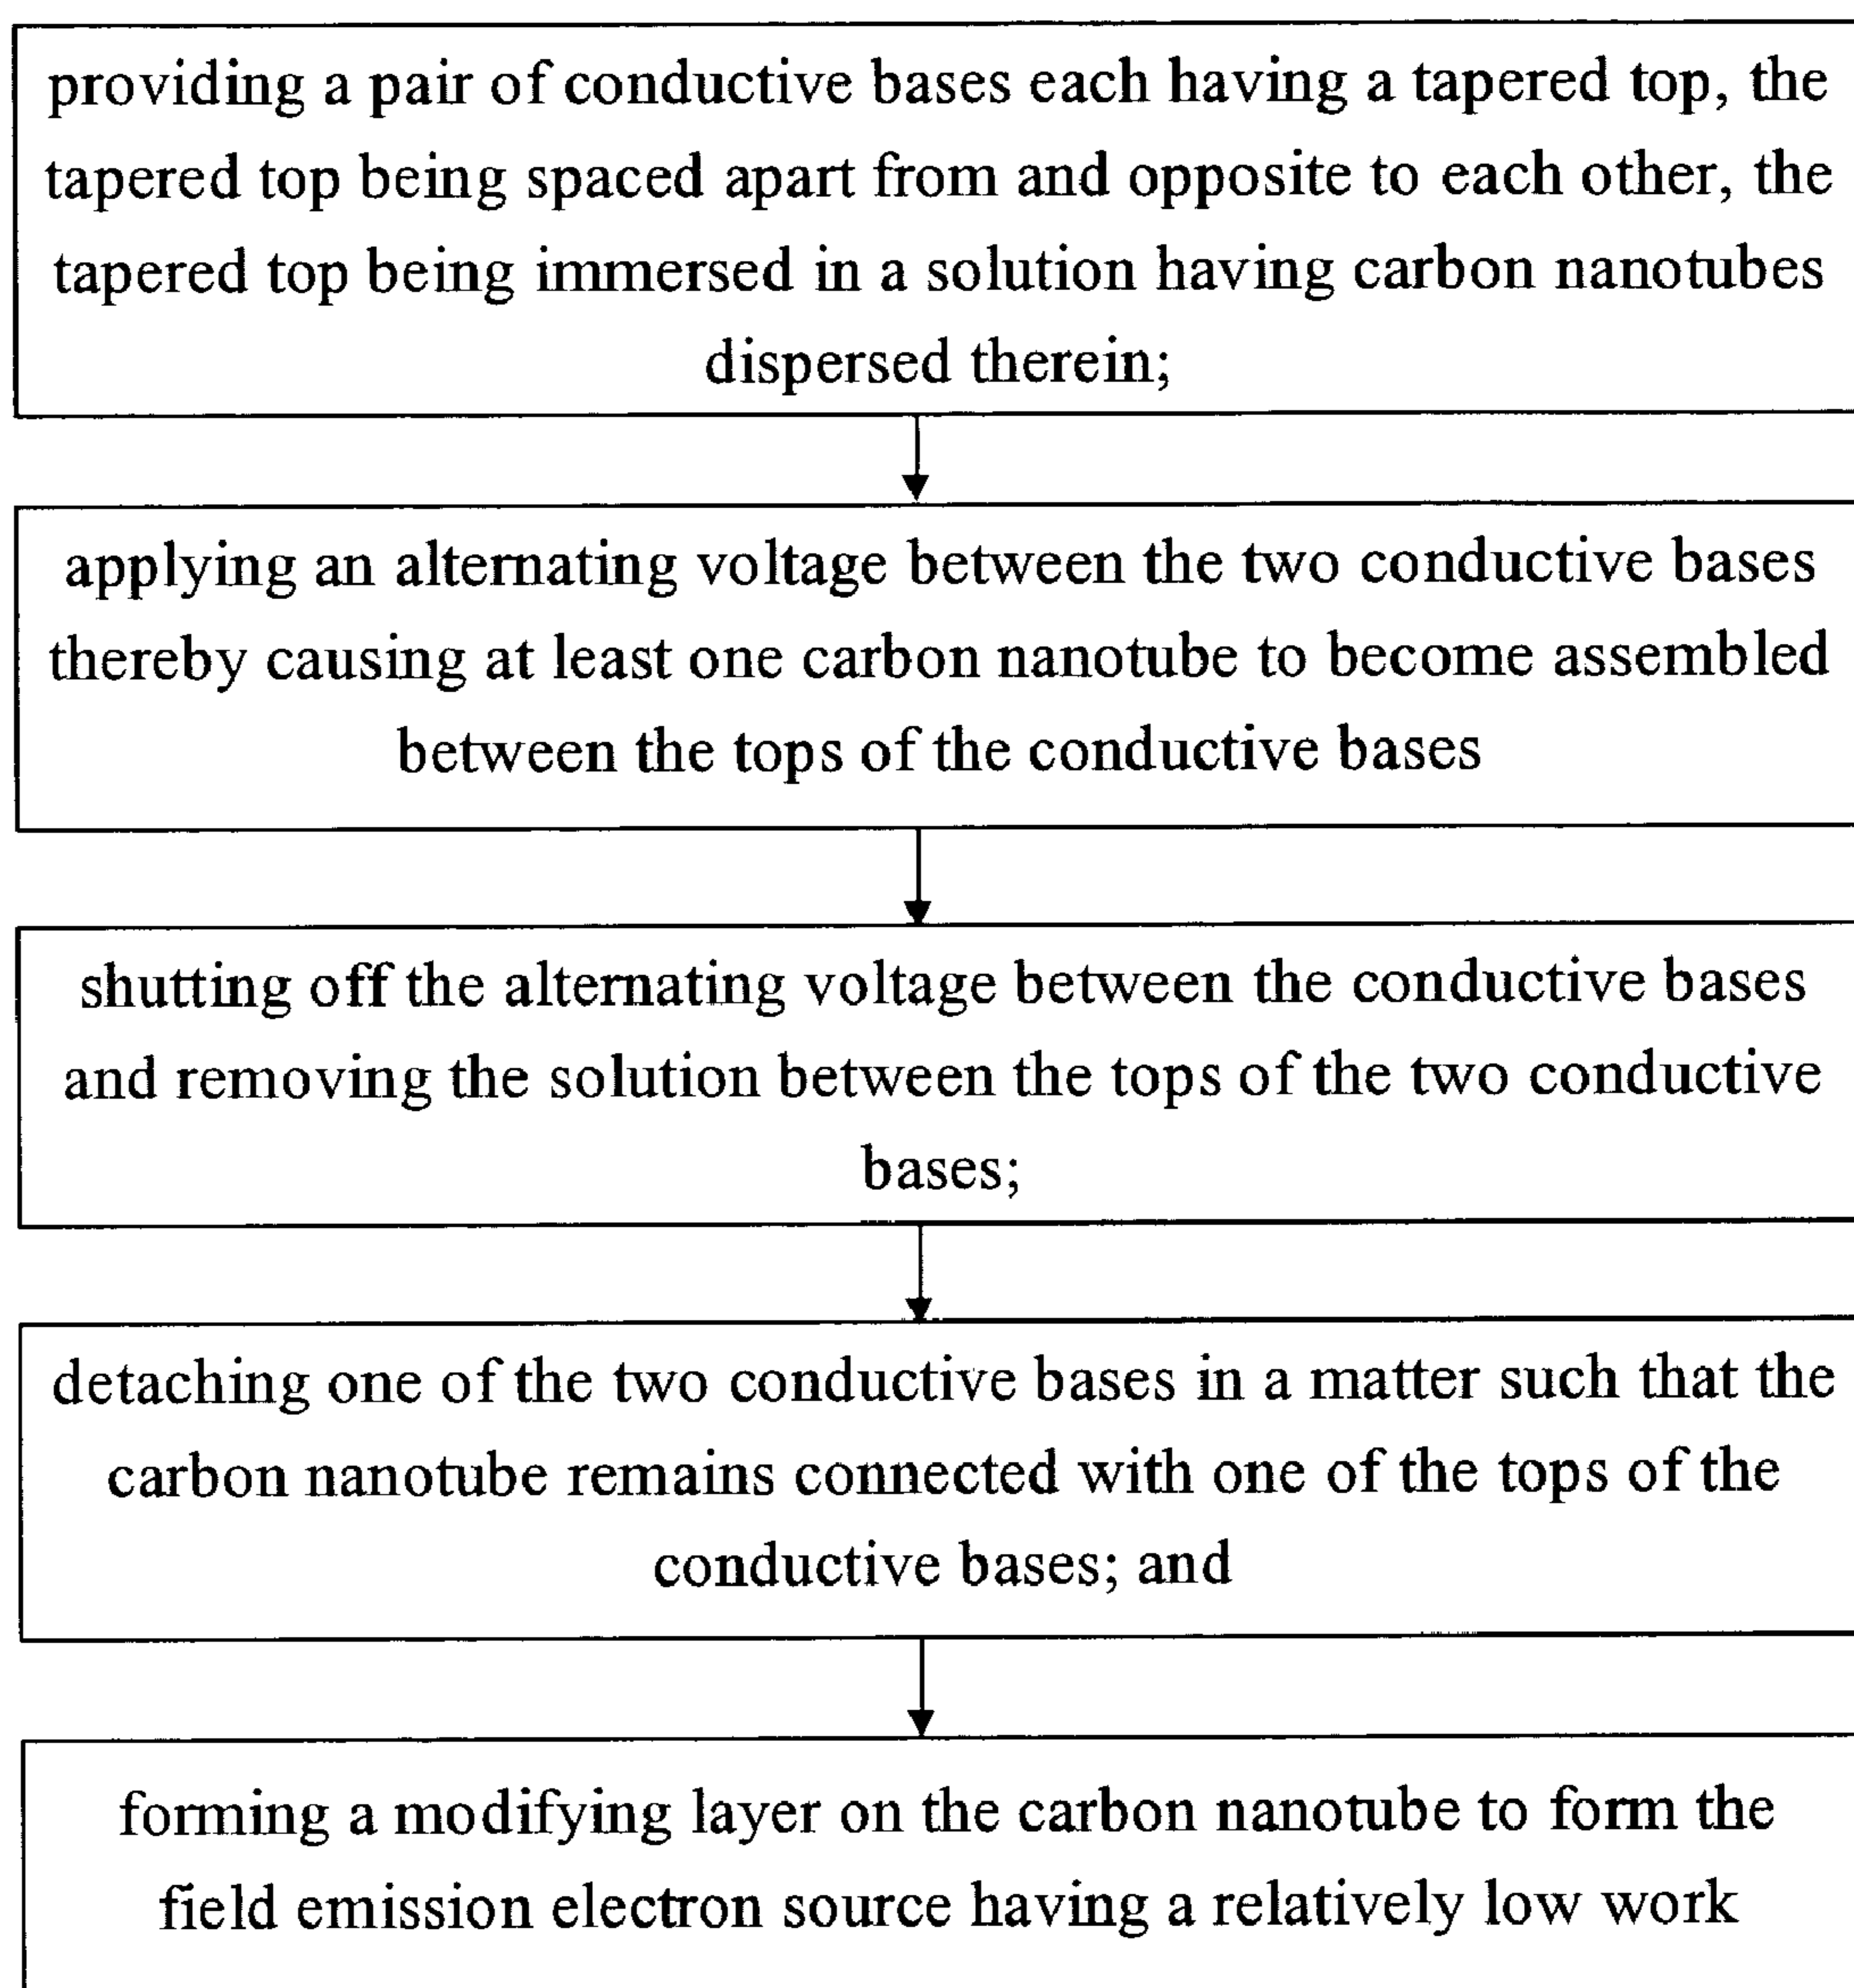 providing a pair of conductive bases each having a tapered top, the
tapered top being spaced apart from and opposite to each other, the
tapered top being immersed in a solution having carbon nanotubes
dispersed therein;
applying an alternating voltage between the two conductive bases
thereby causing at least one carbon nanotube to become assembled
between the tops of the conductive bases
shutting off the alternating voltage between the conductive bases
and removing the solution between the tops of the two conductive
bases;
detaching one of the two conductive bases in a matter such that the
carbon nanotube remains connected with one of the tops of the
conductive bases; and
forming a modifying layer on the carbon nanotube to form the
field emission electron source having a relatively low work